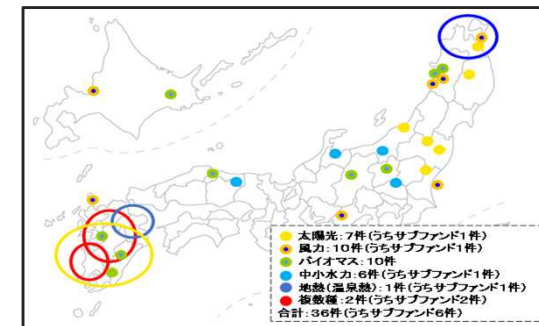 太陽光：7件（うちサブファンド1件）
風力：10件（うちサブファンド1件）
バイオマス：10件
中小水力：6件（うちサブファンド1件）
地熱（温泉熱）：1件（うちサブファンド1件）
複数種：2件（うちサブファンド2件）
合計：36件（うちサブファンド6件）